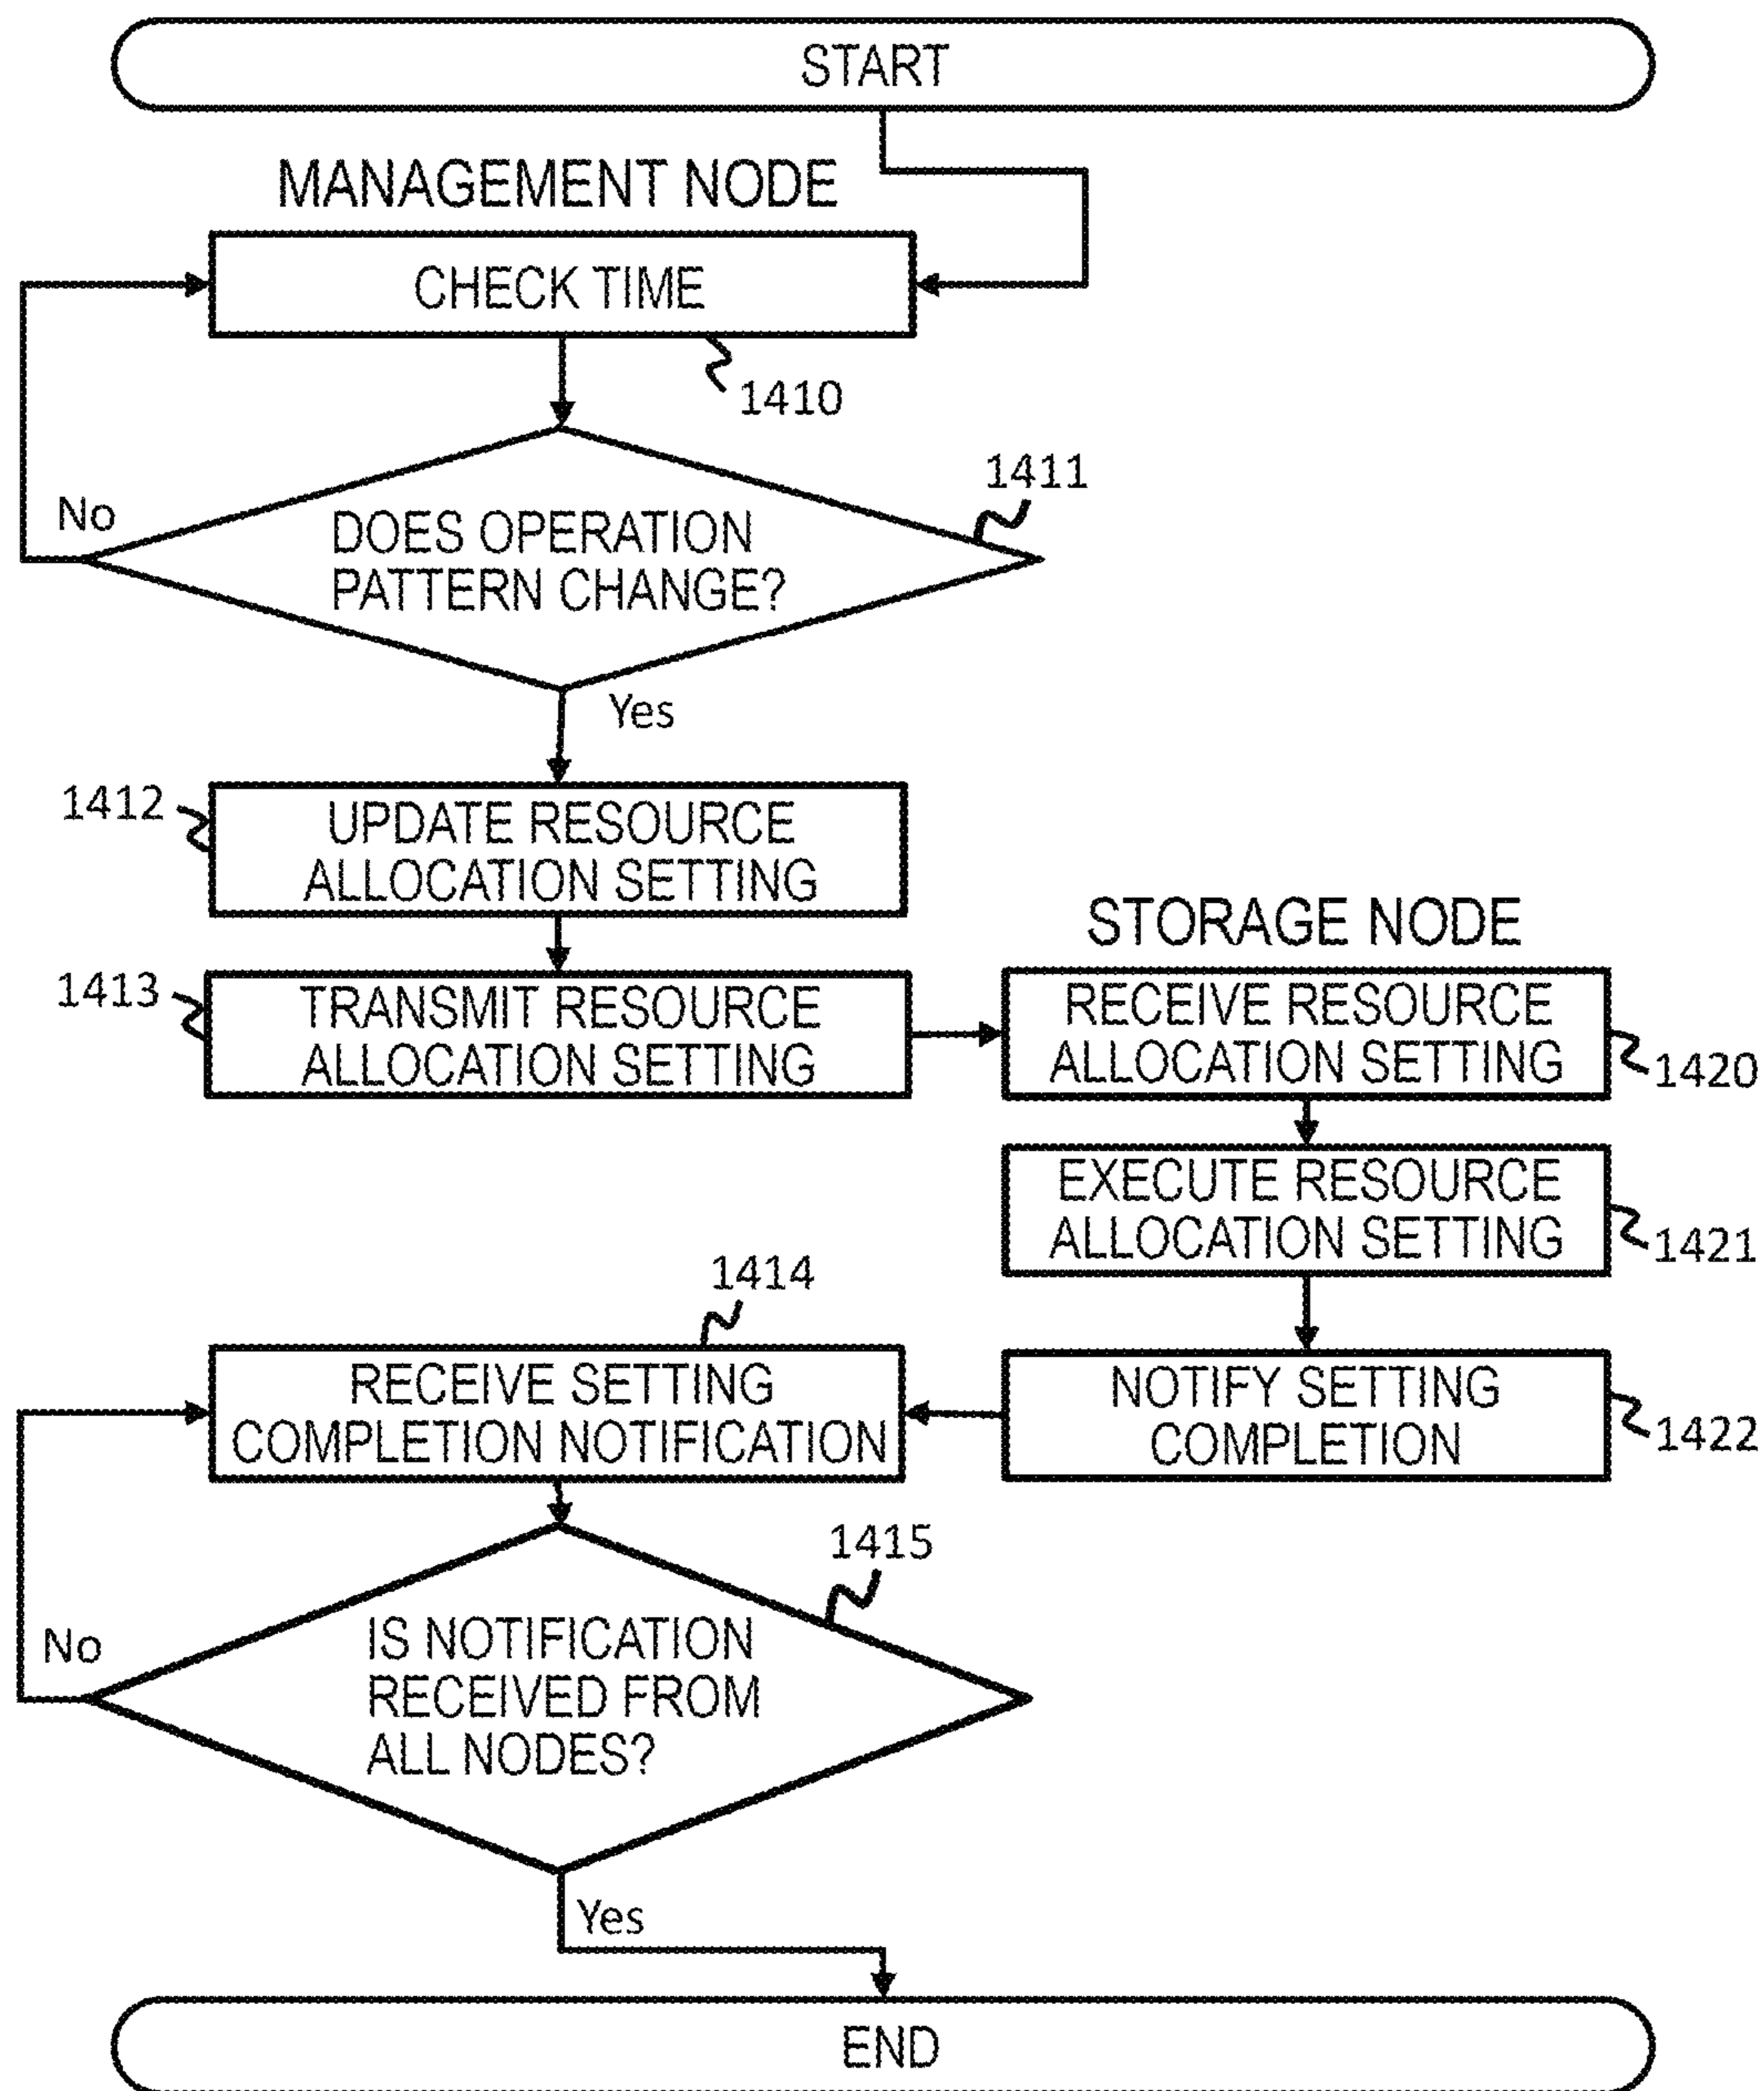 START
MANAGEMENT NODE
CHECK TIME
1410
1411
No
DOES OPERATION
PATTERN CHANGE?
Yes
1412
UPDATE RESOURCE
ALLOCATION SETTING
STORAGE NODE
1413
TRANSMIT RESOURCE
ALLOCATION SETTING
RECEIVE RESOURCE
ALLOCATION SETTING
1420
EXECUTE RESOURCE
ALLOCATION SETTING
1421
1414
RECEIVE SETTING
COMPLETION NOTIFICATION
NOTIFY SETTING
COMPLETION
1422
1415
No
IS NOTIFICATION
RECEIVED FROM
ALL NODES?
Yes
END